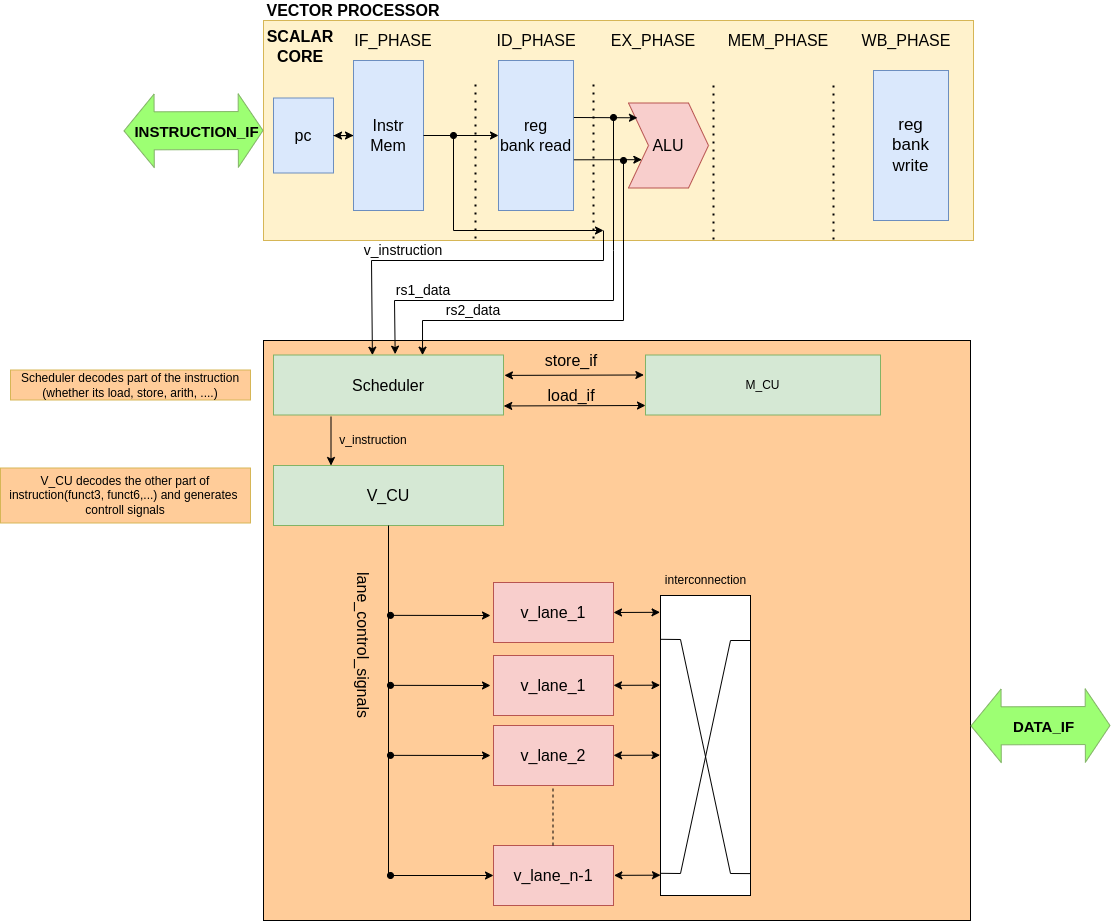 VECTOR PROCESSOR
SCALAR
CORE
IF_PHASE
ID_PHASE
EX_PHASE
MEM_PHASE
WB_PHASE
INSTRUCTION_IF
pc
Instr
Mem
reg
bank read
ALU
reg
bank
write
v_instruction
rs1_data
rs2_data
Scheduler decodes part of the instruction
(whether its load, store, arith, ....)
Scheduler
store_if
load_if
M_CU
v_instruction
V_CU decodes the other part of
instruction(funct3, funct6,...) and generates
controll signals
V_CU
lane_control_signals
interconnection
v_lane_1
v_lane_1
v_lane_2
v_lane_n-1
DATA_IF